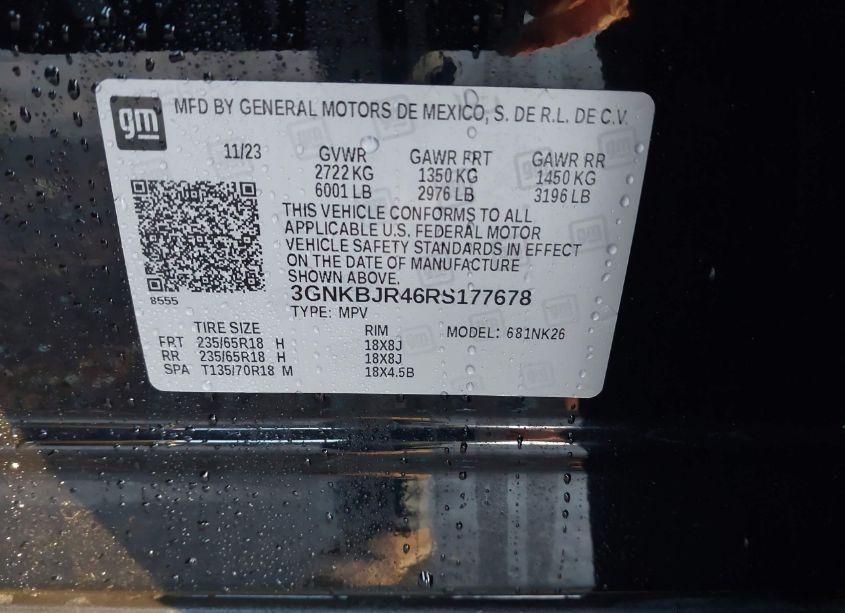 gm
MFD BY GENERAL MOTORS DE MEXICO, S. DE R.L. DE C.V.
11/23 GVWR GAWR FRT GAWR RR
2722 KG 1350 KG 1450 KG
6001 LB 2976 LB 3196 LB
THIS VEHICLE CONFORMS TO ALL
APPLICABLE U.S. FEDERAL MOTOR
VEHICLE SAFETY STANDARDS IN EFFECT
ON THE DATE OF MANUFACTURE
SHOWN ABOVE.
8555
3GNKBJR46RS177678
TYPE: MPV
TIRE SIZE RIM MODEL: 681NK26
FRT 235/65R18 H 18X8J
RR 235/65R18 H 18X8J
SPA T135/70R18 M 18X4.5B